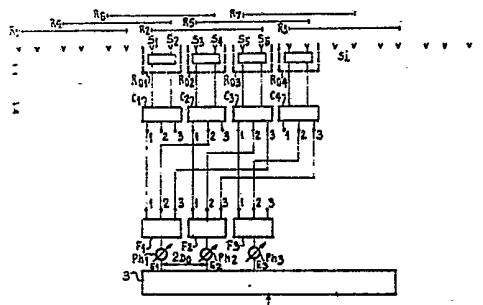 R6 R7
R4 R5
R1 R2 R3
S1 S2 S3 S4 S5 S6 Si
R01 R02 R03 R04
C17 C27 C37 C47
1 2 3 1 2 3 1 2 3 1 2 3
1 2 3 1 2 3 1 2 3
F1 F2 F3
Ph1 2D0 Ph2 Ph3
E1 E2 E3
3